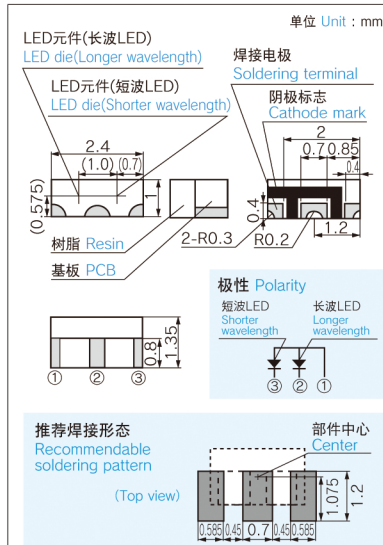 单位 Unit : mm
LED元件(长波LED)
LED die(Longer wavelength)
LED元件(短波LED)
LED die(Shorter wavelength)
焊接电极
Soldering terminal
阴极标志
Cathode mark
2.4
(1.0)
(0.7)
(0.575)
1
2
0.7
0.85
0.4
0.4
1.2
2-R0.3
R0.2
树脂 Resin
基板 PCB
0.8
1.35
① ② ③
极性 Polarity
短波LED
Shorter
wavelength
长波LED
Longer
wavelength
③ ② ①
推荐焊接形态
Recommendable
soldering pattern
(Top view)
部件中心
Center
1.075
1.2
0.585
0.45
0.7
0.45
0.585